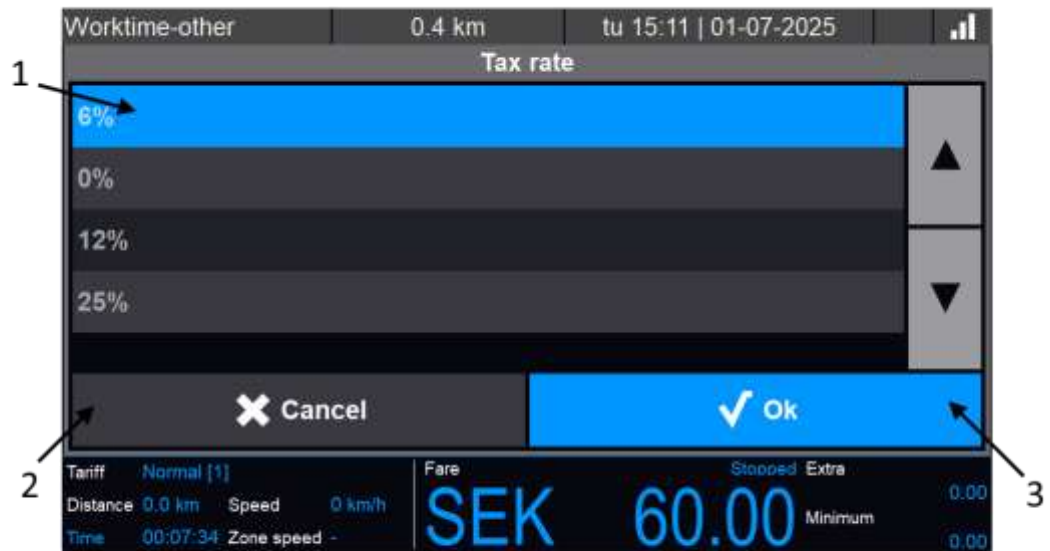 Worktime-other 0.4 km tu 15:11 | 01-07-2025
Tax rate
1
6%
0%
12%
25%
Cancel Ok
2
3
Tariff Normal [1] Fare Stopped Extra
Distance 0.0 km Speed 0 km/h SEK 60.00 0.00
Minimum
Time 00:07:34 Zone speed - 0.00